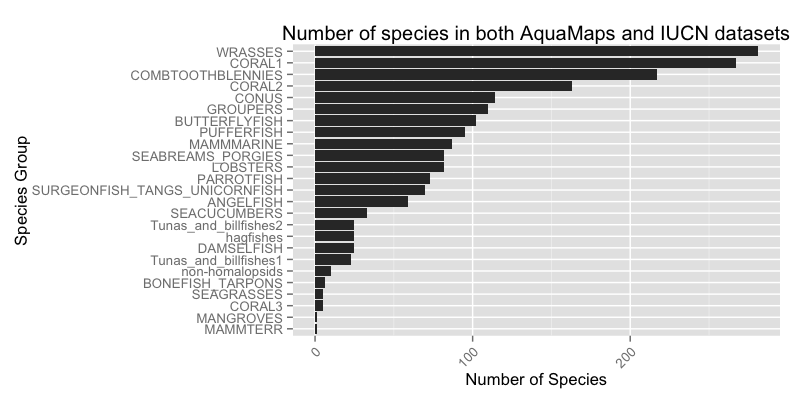 Number of species in both AquaMaps and IUCN datasets
Species Group
WRASSES
CORAL1
COMBTOOTHBLENNIES
CORAL2
CONUS
GROUPERS
BUTTERFLYFISH
PUFFERFISH
MAMMMARINE
SEABREAMS_PORGIES
LOBSTERS
PARROTFISH
SURGEONFISH_TANGS_UNICORNFISH
ANGELFISH
SEACUCUMBERS
Tunas_and_billfishes2
hagfishes
DAMSELFISH
Tunas_and_billfishes1
non-homalopsids
BONEFISH_TARPONS
SEAGRASSES
CORAL3
MANGROVES
MAMMTERR
0
100
200
Number of Species